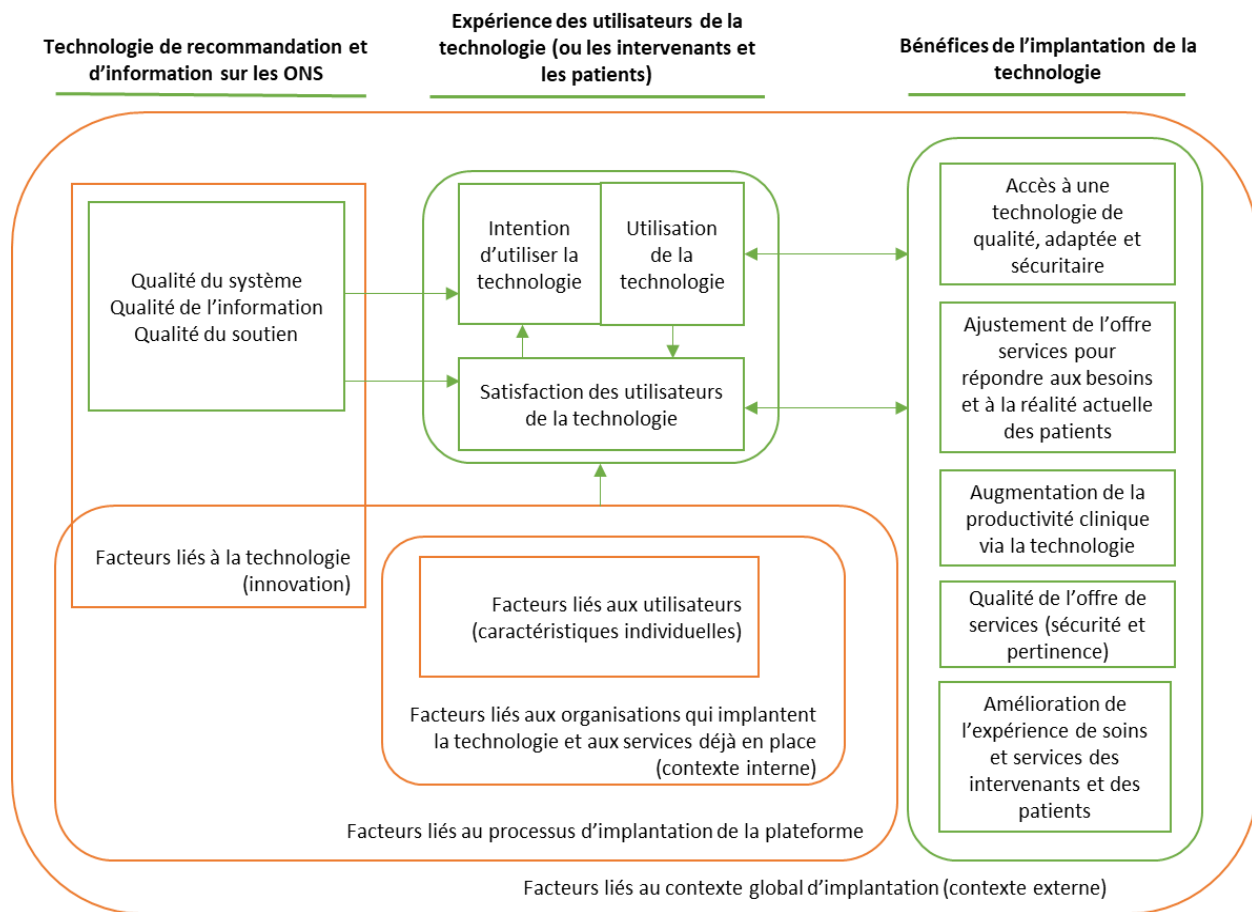 Technologie de recommandation et
d’information sur les ONS
Expérience des utilisateurs de la
technologie (ou les intervenants et
les patients)
Bénéfices de l’implantation de la
technologie
Qualité du système
Qualité de l’information
Qualité du soutien
Intention
d’utiliser la
technologie
Utilisation
de la
technologie
Satisfaction des utilisateurs
de la technologie
Accès à une
technologie de
qualité, adaptée et
sécuritaire
Ajustement de l’offre
services pour
répondre aux besoins
et à la réalité actuelle
des patients
Augmentation de la
productivité clinique
via la technologie
Qualité de l’offre de
services (sécurité et
pertinence)
Amélioration de
l’expérience de soins
et services des
intervenants et des
patients
Facteurs liés à la technologie
(innovation)
Facteurs liés aux utilisateurs
(caractéristiques individuelles)
Facteurs liés aux organisations qui implantent
la technologie et aux services déjà en place
(contexte interne)
Facteurs liés au processus d’implantation de la plateforme
Facteurs liés au contexte global d’implantation (contexte externe)